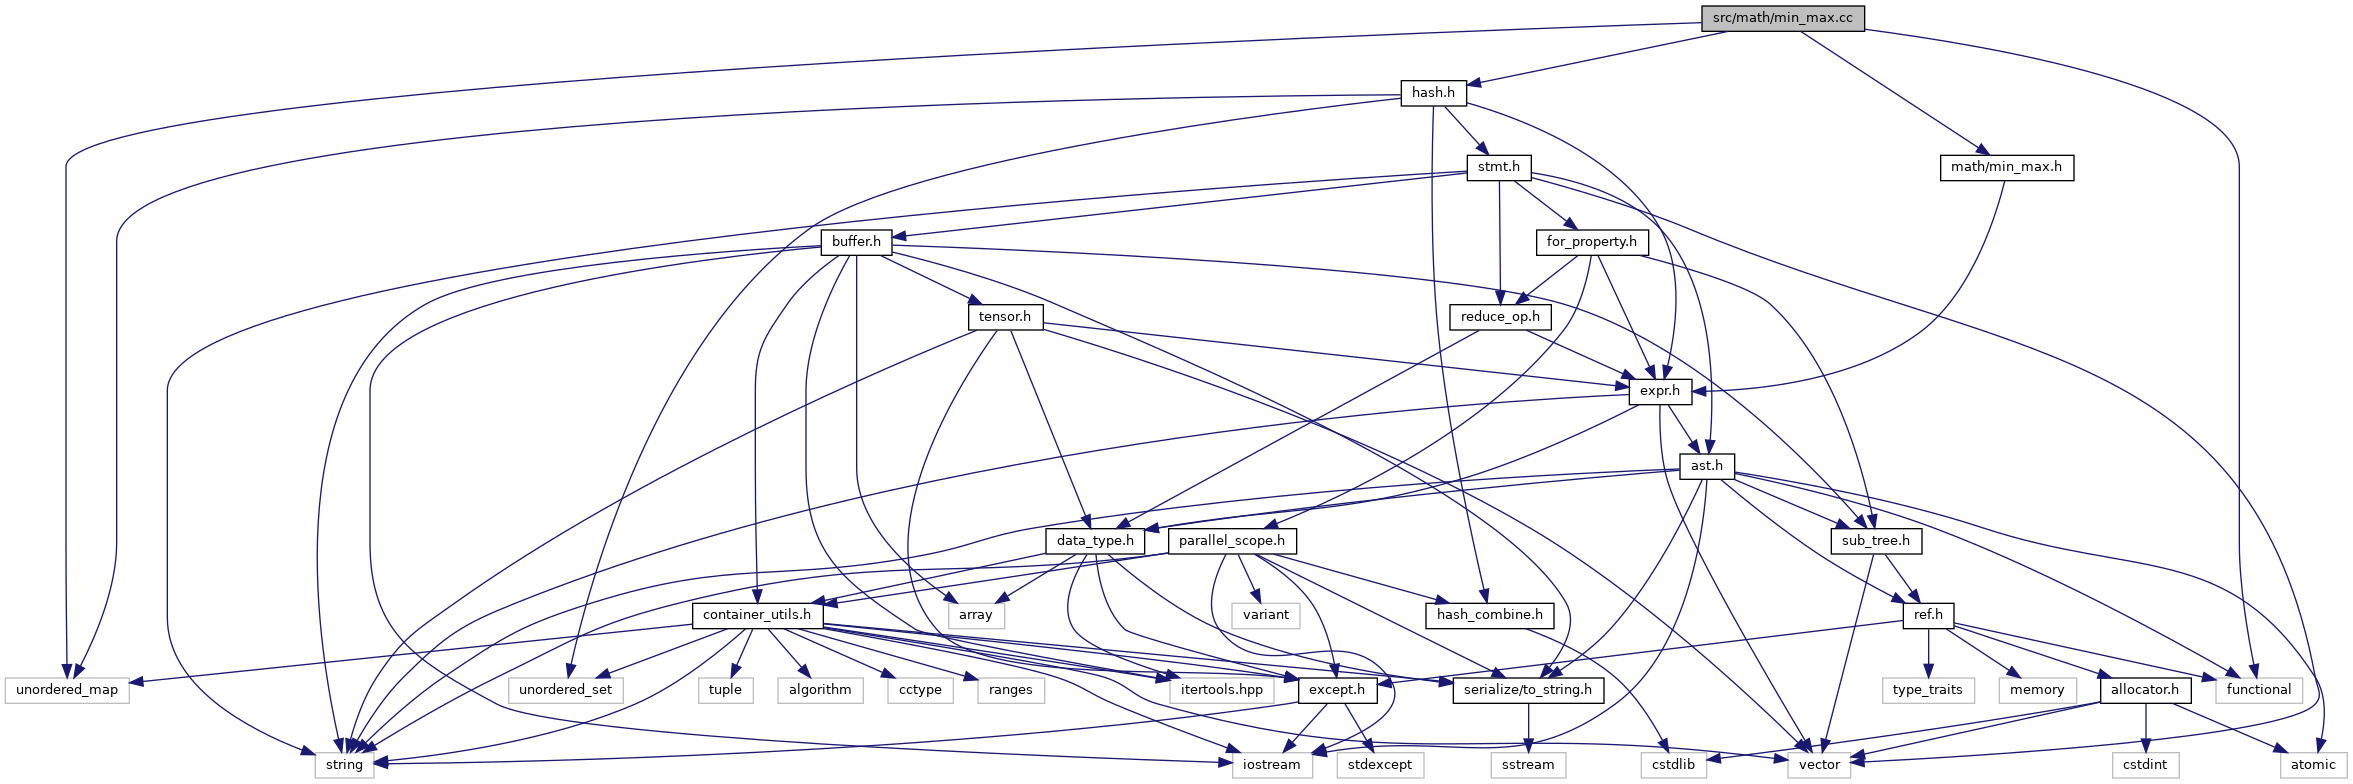 src/math/min_max.cc
hash.h
stmt.h
math/min_max.h
buffer.h
for_property.h
tensor.h
reduce_op.h
expr.h
ast.h
data_type.h
parallel_scope.h
sub_tree.h
container_utils.h
array
variant
hash_combine.h
ref.h
unordered_map
unordered_set
tuple
algorithm
cctype
ranges
itertools.hpp
except.h
serialize/to_string.h
type_traits
memory
allocator.h
functional
string
iostream
stdexcept
sstream
cstdlib
vector
cstdint
atomic